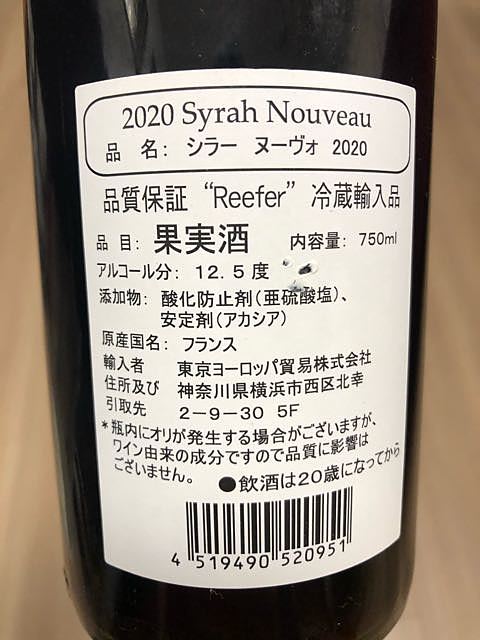 2020 Syrah Nouveau
品 名： シラー ヌーヴォ 2020
品質保証 “Reefer” 冷蔵輸入品
品目：果実酒 内容量：750ml
アルコール分：12.5度
添加物：酸化防止剤(亜硫酸塩)、
安定剤(アカシア)
原産国名：フランス
輸入者 東京ヨーロッパ貿易株式会社
住所及び 神奈川県横浜市西区北幸
引取先 2-9-30 5F
*瓶内にオリが発生する場合がございますが、
ワイン由来の成分ですので品質に影響は
ございません。 ●飲酒は20歳になってから
4 519490 520951